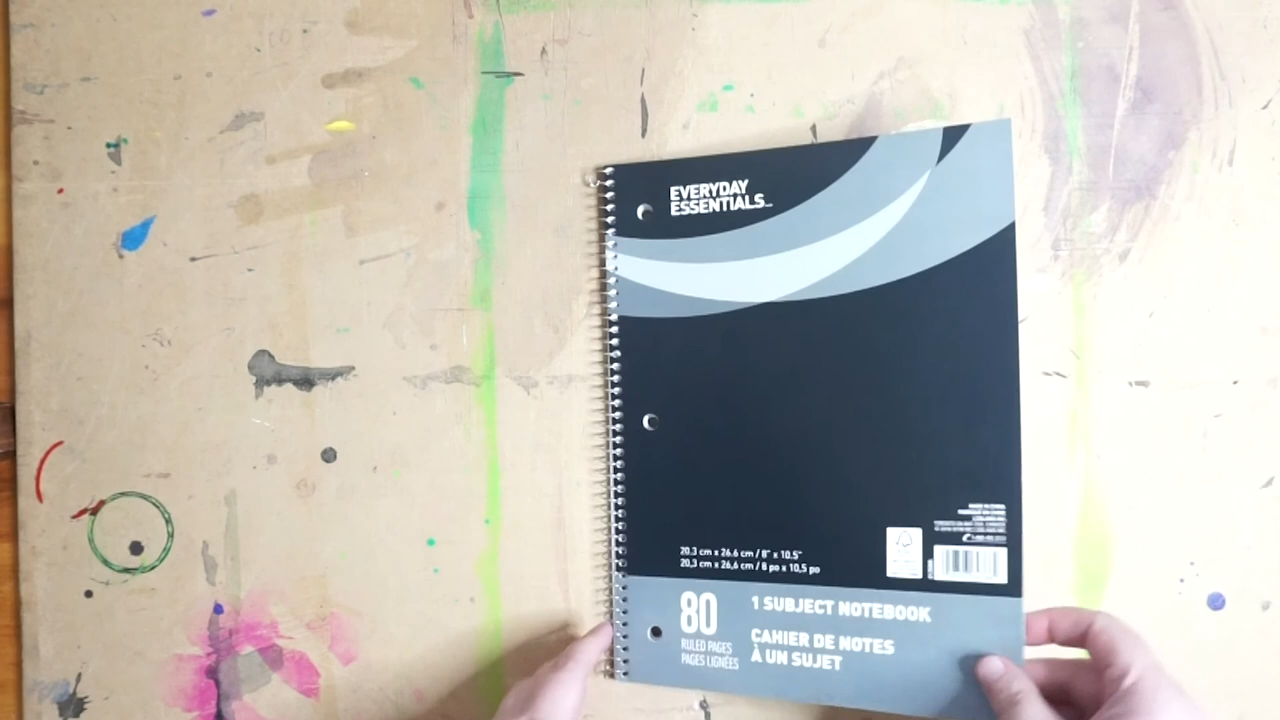 EVERYDAY
ESSENTIALS
20.3 cm x 26.6 cm / 8" x 10.5"
20,3 cm x 26,6 cm / 8 po x 10,5 po
80
RULED PAGES
PAGES LIGNÉES
1 SUBJECT NOTEBOOK
CAHIER DE NOTES
À UN SUJET